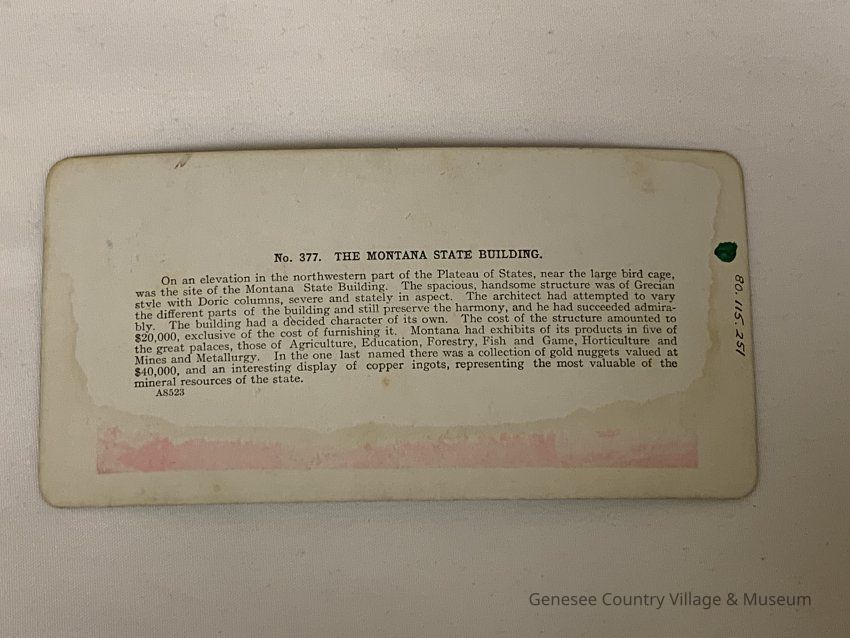 No. 377. THE MONTANA STATE BUILDING.
On an elevation in the northwestern part of the Plateau of States, near the large bird cage,
was the site of the Montana State Building. The spacious, handsome structure was of Grecian
style with Doric columns, severe and stately in aspect. The architect had attempted to vary
the different parts of the building and still preserve the harmony, and he had succeeded admira-
bly. The building had a decided character of its own. The cost of the structure amounted to
$20,000, exclusive of the cost of furnishing it. Montana had exhibits of its products in five of
the great palaces, those of Agriculture, Education, Forestry, Fish and Game, Horticulture and
Mines and Metallurgy. In the one last named there was a collection of gold nuggets valued at
$40,000, and an interesting display of copper ingots, representing the most valuable of the
mineral resources of the state.
A8523
80.115.251
Genesee Country Village & Museum